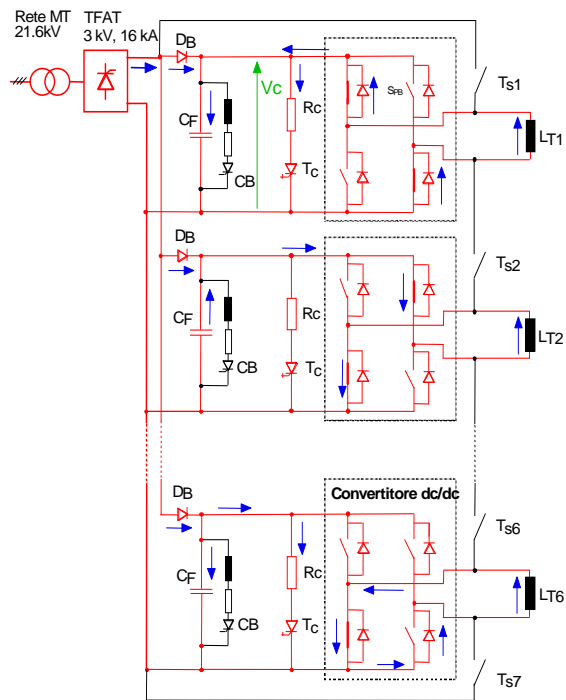 Rete MT
21.6kV
TFAT
3 kV, 16 kA
DB
Vc
CF
CB
Rc
Tc
SPB
Ts1
LT1
DB
CF
CB
Rc
Tc
Ts2
LT2
Convertitore dc/dc
DB
CF
CB
Rc
Tc
Ts6
LT6
Ts7